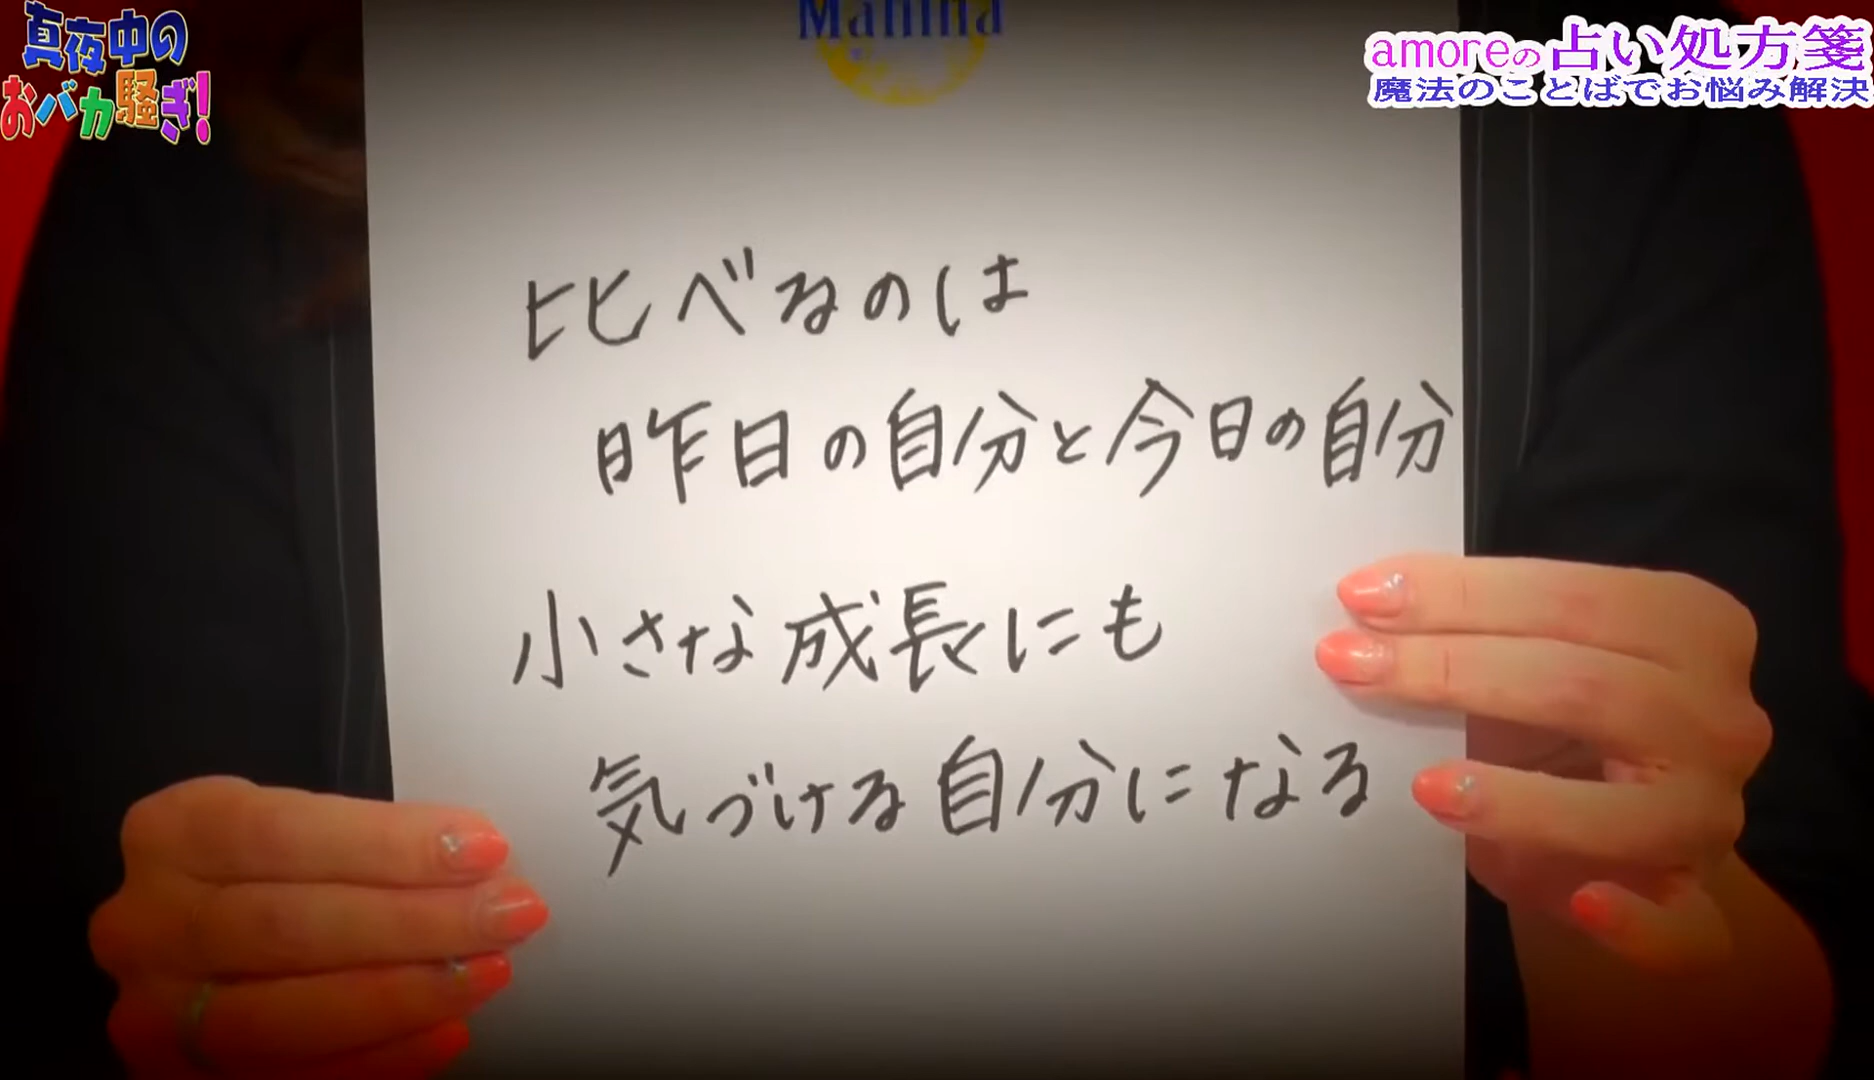 真夜中の
おバカ騒ぎ!
amoreの占い処方箋
魔法のことばでお悩み解決
比べるのは
昨日の自分と今日の自分
小さな成長にも
気づける自分になる